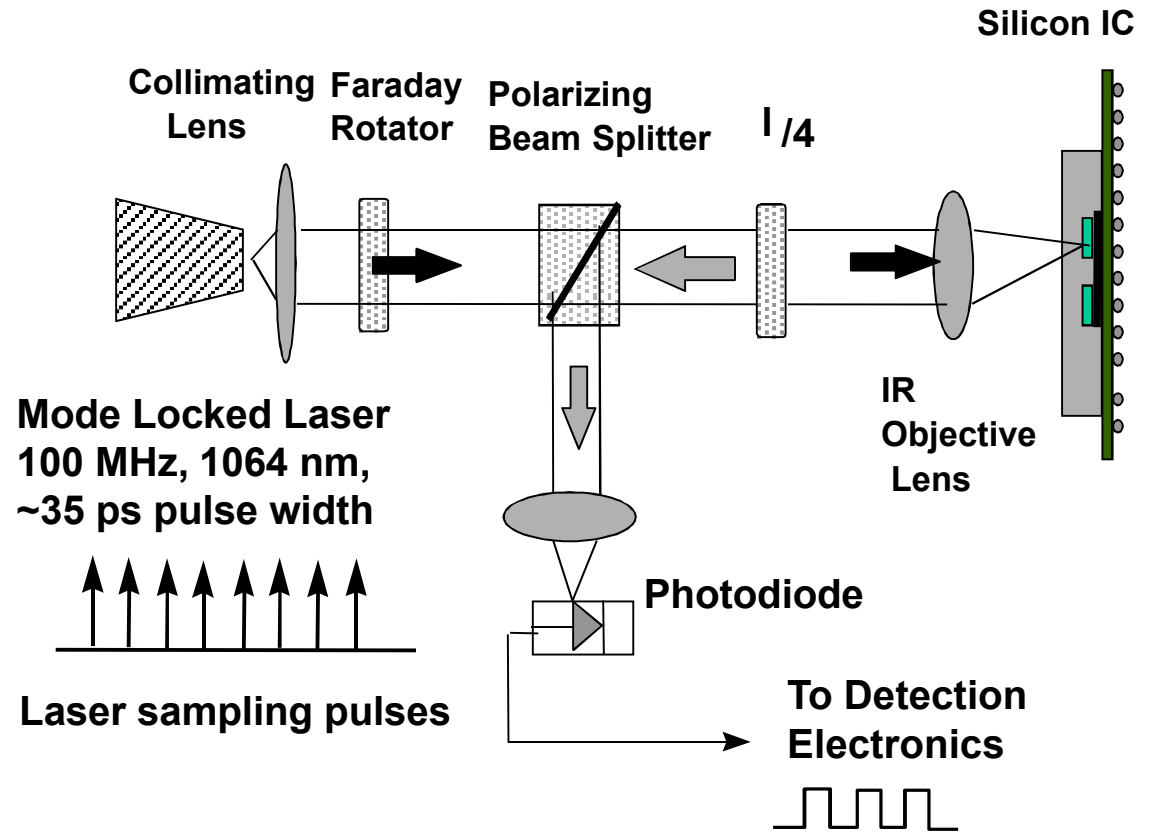 Silicon IC
Collimating
Lens
Faraday
Rotator
Polarizing
Beam Splitter
l /4
IR
Objective
Lens
Mode Locked Laser
100 MHz, 1064 nm,
~35 ps pulse width
Photodiode
Laser sampling pulses
To Detection
Electronics